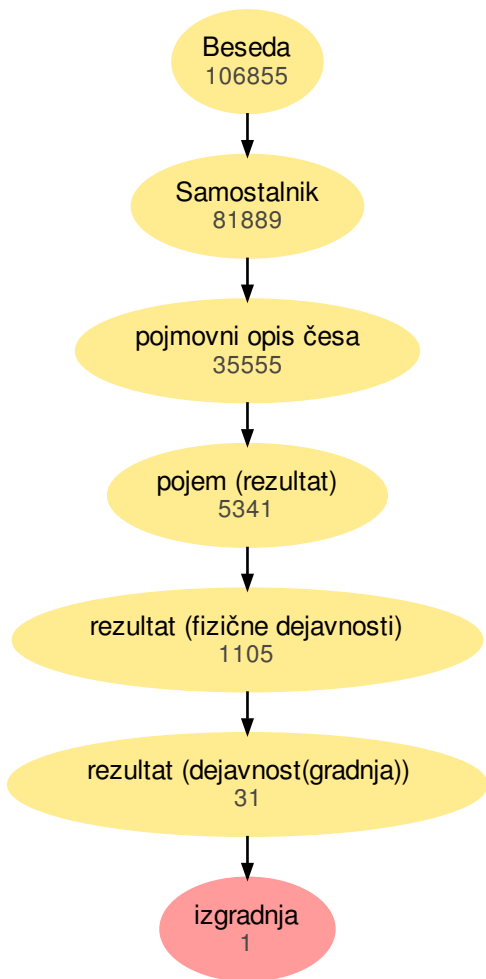 Beseda
106855
Samostalnik
81889
pojmovni opis česa
35555
pojem (rezultat)
5341
rezultat (fizične dejavnosti)
1105
rezultat (dejavnost(gradnja))
31
izgradnja
1